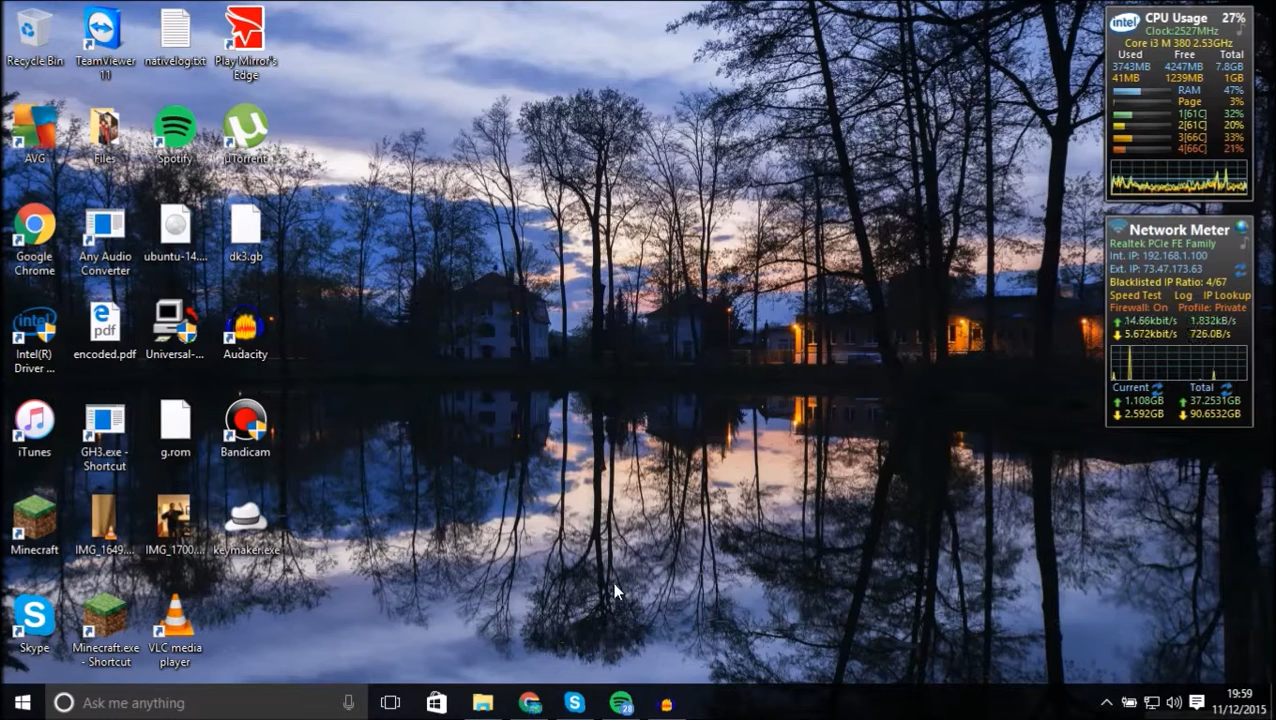 Recycle Bin
TeamViewer
11
nativelog.txt
Play Mirror's
Edge
AVG
Files
Spotify
µTorrent
Google
Chrome
Any Audio
Converter
ubuntu-14....
dk3.gb
Intel(R)
Driver ...
encoded.pdf
Universal-...
Audacity
iTunes
GH3.exe -
Shortcut
g.rom
Bandicam
Minecraft
IMG_1649....
IMG_1700....
keymaker.exe
Skype
Minecraft.exe
- Shortcut
VLC media
player
intel
CPU Usage 27%
Clock:2527MHz
Core i3 M 380 2.53GHz
Used Free Total
3743MB 4247MB 7.8GB
41MB 1239MB 1GB
RAM 47%
Page 3%
1[61C] 32%
2[61C] 20%
3[66C] 33%
4[66C] 21%
Network Meter
Realtek PCIe FE Family
Int. IP: 192.168.1.100
Ext. IP: 73.47.173.63
Blacklisted IP Ratio: 4/67
Speed Test Log IP Lookup
Firewall: On Profile: Private
14.66kbit/s 1.832kB/s
5.672kbit/s 726.0B/s
Current Total
1.108GB 37.2531GB
2.592GB 90.6532GB
Ask me anything
19:59
11/12/2015